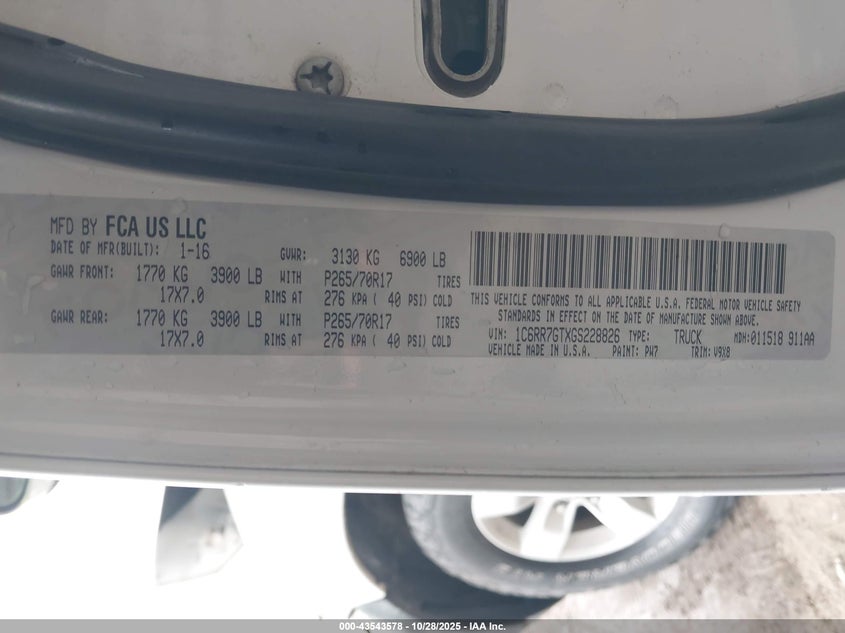 MFD BY FCA US LLC
DATE OF MFR(BUILT): 1-16 GVWR: 3130 KG 6900 LB
GAWR FRONT: 1770 KG 3900 LB WITH P265/70R17 TIRES
17X7.0 RIMS AT 276 KPA ( 40 PSI) COLD
GAWR REAR: 1770 KG 3900 LB WITH P265/70R17 TIRES
17X7.0 RIMS AT 276 KPA ( 40 PSI) COLD
THIS VEHICLE CONFORMS TO ALL APPLICABLE U.S.A. FEDERAL MOTOR VEHICLE SAFETY
STANDARDS IN EFFECT ON THE DATE OF MANUFACTURE SHOWN ABOVE.
VIN: 1C6RR7GTXGS228826 TYPE: TRUCK MDH:011518 911AA
VEHICLE MADE IN U.S.A. PAINT: PW7 TRIM: V9X8
000-43543578 | 10/28/2025 | IAA Inc.